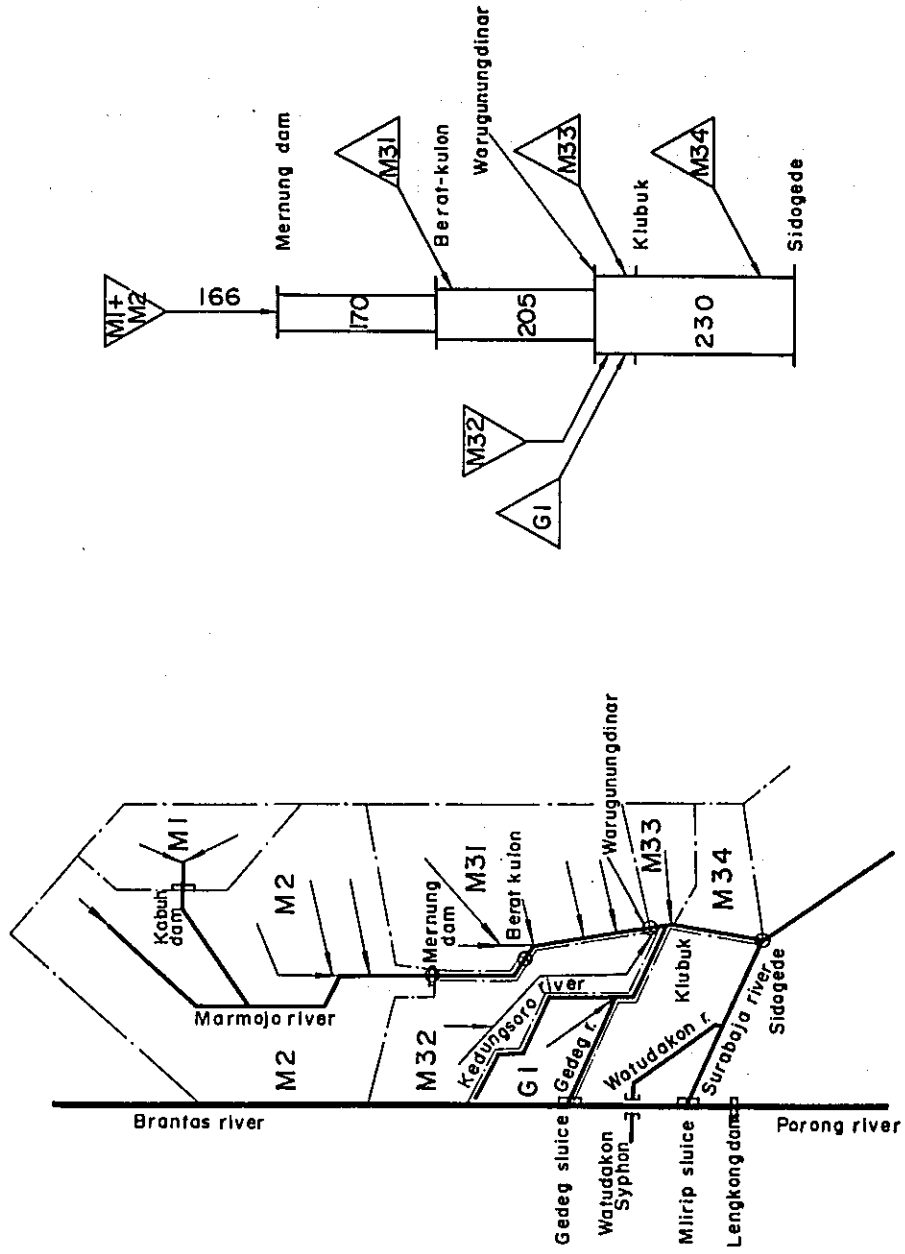 M1+
M2
166
Mernung dam
170
M31
Berat-kulon
205
Warugunungdinar
M32
G1
M33
Klubuk
230
M34
Sidogede
M1
Kabuh
dam
M2
Marmojo river
M2
Mernung
dam
M31
Berat kulon
M32
Kedungsoro river
G1
Gedeg r.
Warugunungdinar
M33
Klubuk
M34
Watudakon r.
Surabaja river
Sidogede
Brantas river
Gedeg sluice
Watudakon
Syphon
Mlirip sluice
Lengkong dam
Porong river